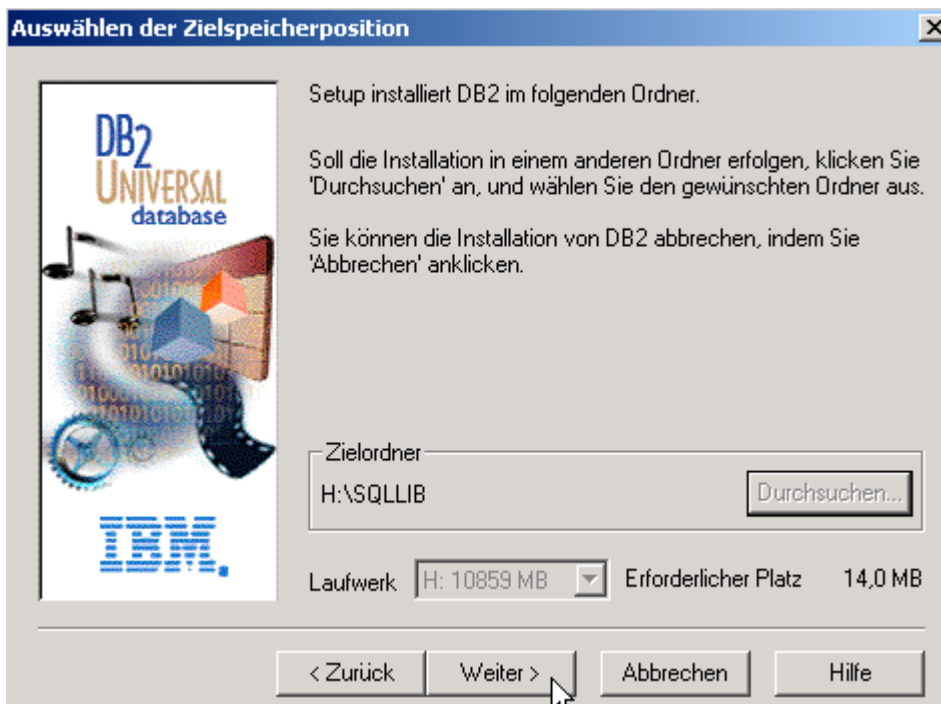 Auswählen der Zielspeicherposition
DB2
UNIVERSAL
database
IBM.
Setup installiert DB2 im folgenden Ordner.
Soll die Installation in einem anderen Ordner erfolgen, klicken Sie
'Durchsuchen' an, und wählen Sie den gewünschten Ordner aus.
Sie können die Installation von DB2 abbrechen, indem Sie
'Abbrechen' anklicken.
Zielordner
H:\SQLLIB
Durchsuchen...
Laufwerk H: 10859 MB Erforderlicher Platz 14,0 MB
< Zurück Weiter > Abbrechen Hilfe